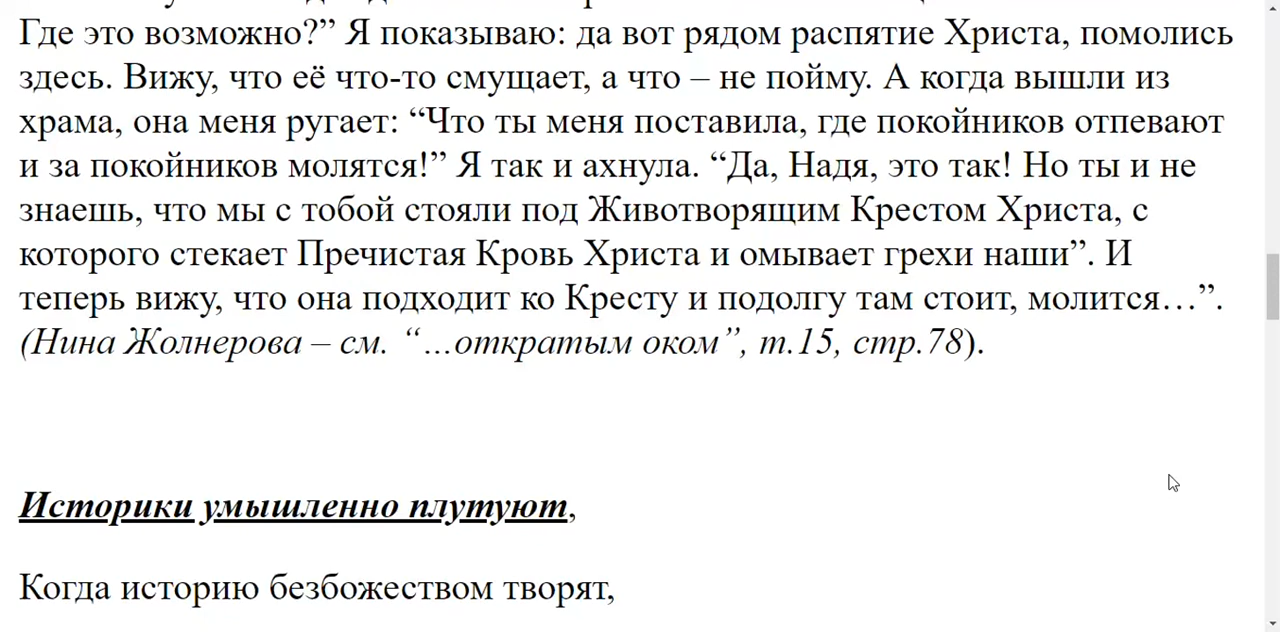 Где это возможно?” Я показываю: да вот рядом распятие Христа, помолись
здесь. Вижу, что её что-то смущает, а что – не пойму. А когда вышли из
храма, она меня ругает: “Что ты меня поставила, где покойников отпевают
и за покойников молятся!” Я так и ахнула. “Да, Надя, это так! Но ты и не
знаешь, что мы с тобой стояли под Животворящим Крестом Христа, с
которого стекает Пречистая Кровь Христа и омывает грехи наши”. И
теперь вижу, что она подходит ко Кресту и подолгу там стоит, молится…”.
(Нина Жолнерова – см. “...откратым оком”, т.15, стр.78).
Историки умышленно плутуют,
Когда историю безбожеством творят,